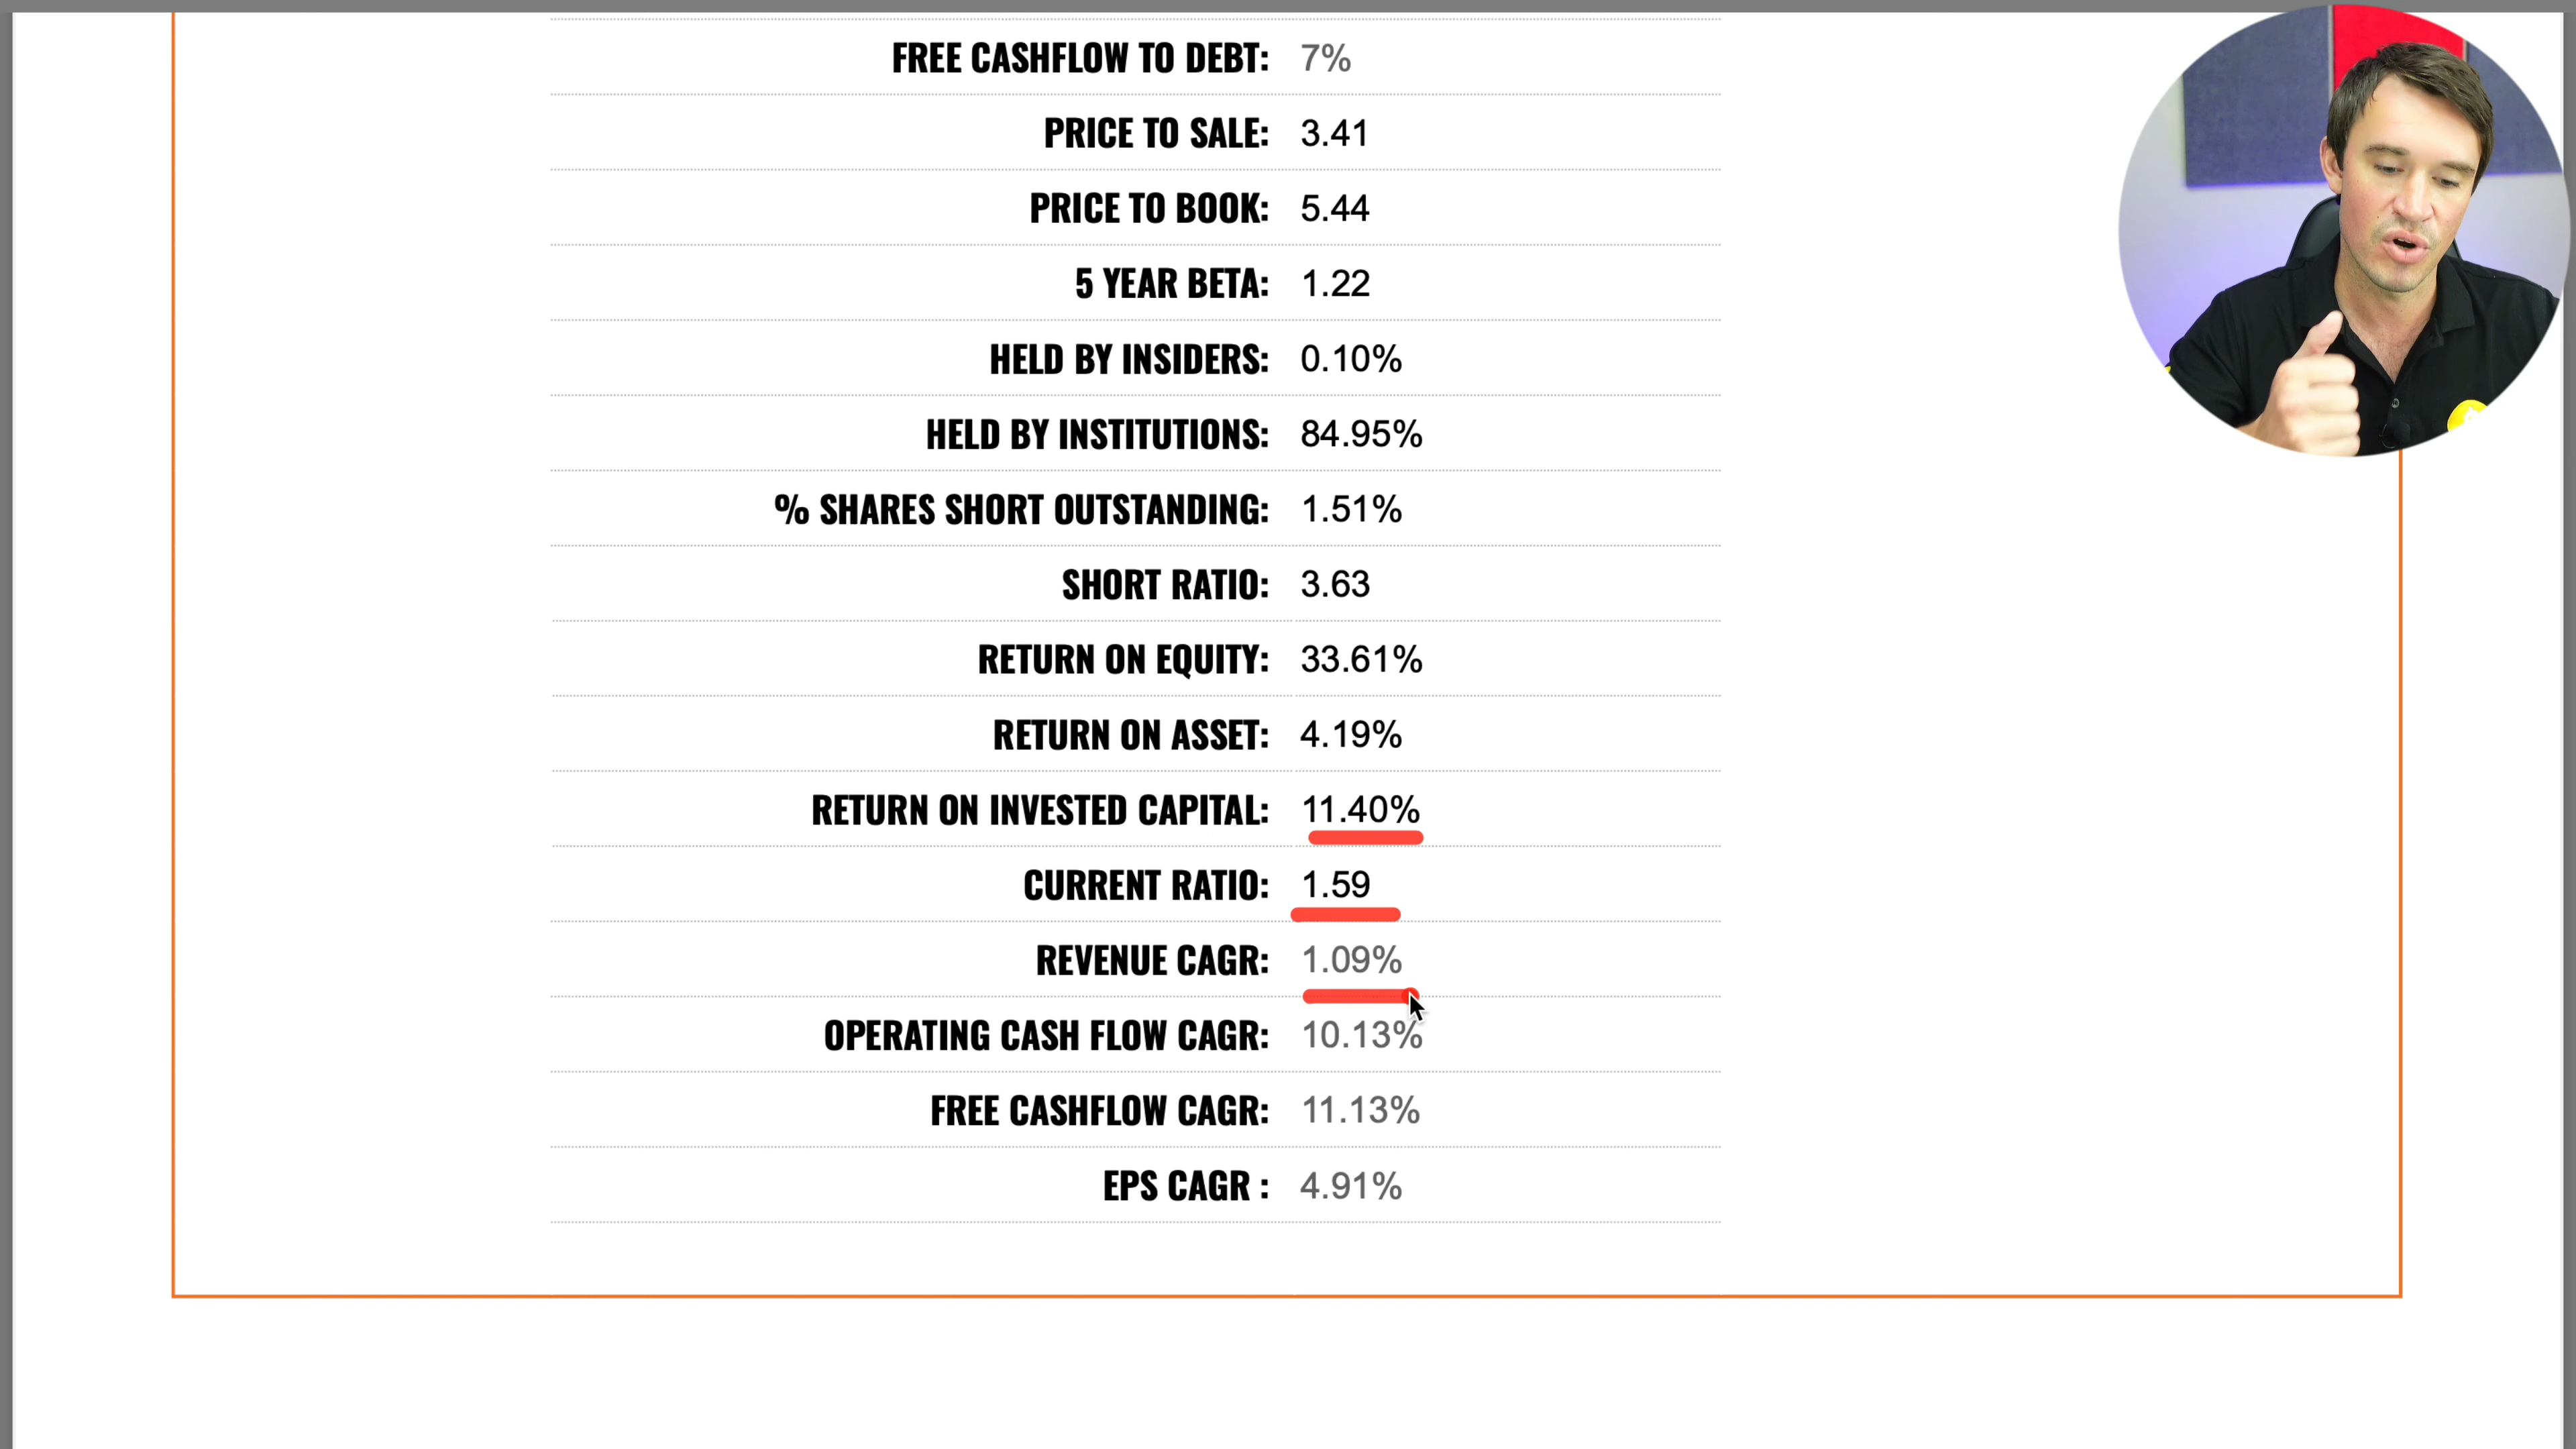 FREE CASHFLOW TO DEBT: 7%
PRICE TO SALE: 3.41
PRICE TO BOOK: 5.44
5 YEAR BETA: 1.22
HELD BY INSIDERS: 0.10%
HELD BY INSTITUTIONS: 84.95%
% SHARES SHORT OUTSTANDING: 1.51%
SHORT RATIO: 3.63
RETURN ON EQUITY: 33.61%
RETURN ON ASSET: 4.19%
RETURN ON INVESTED CAPITAL: 11.40%
CURRENT RATIO: 1.59
REVENUE CAGR: 1.09%
OPERATING CASH FLOW CAGR: 10.13%
FREE CASHFLOW CAGR: 11.13%
EPS CAGR : 4.91%